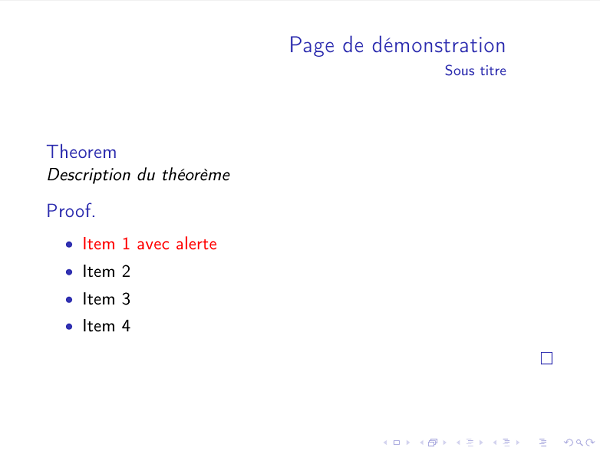 Page de démonstration
Sous titre
Theorem
Description du théorème
Proof.
• Item 1 avec alerte
• Item 2
• Item 3
• Item 4